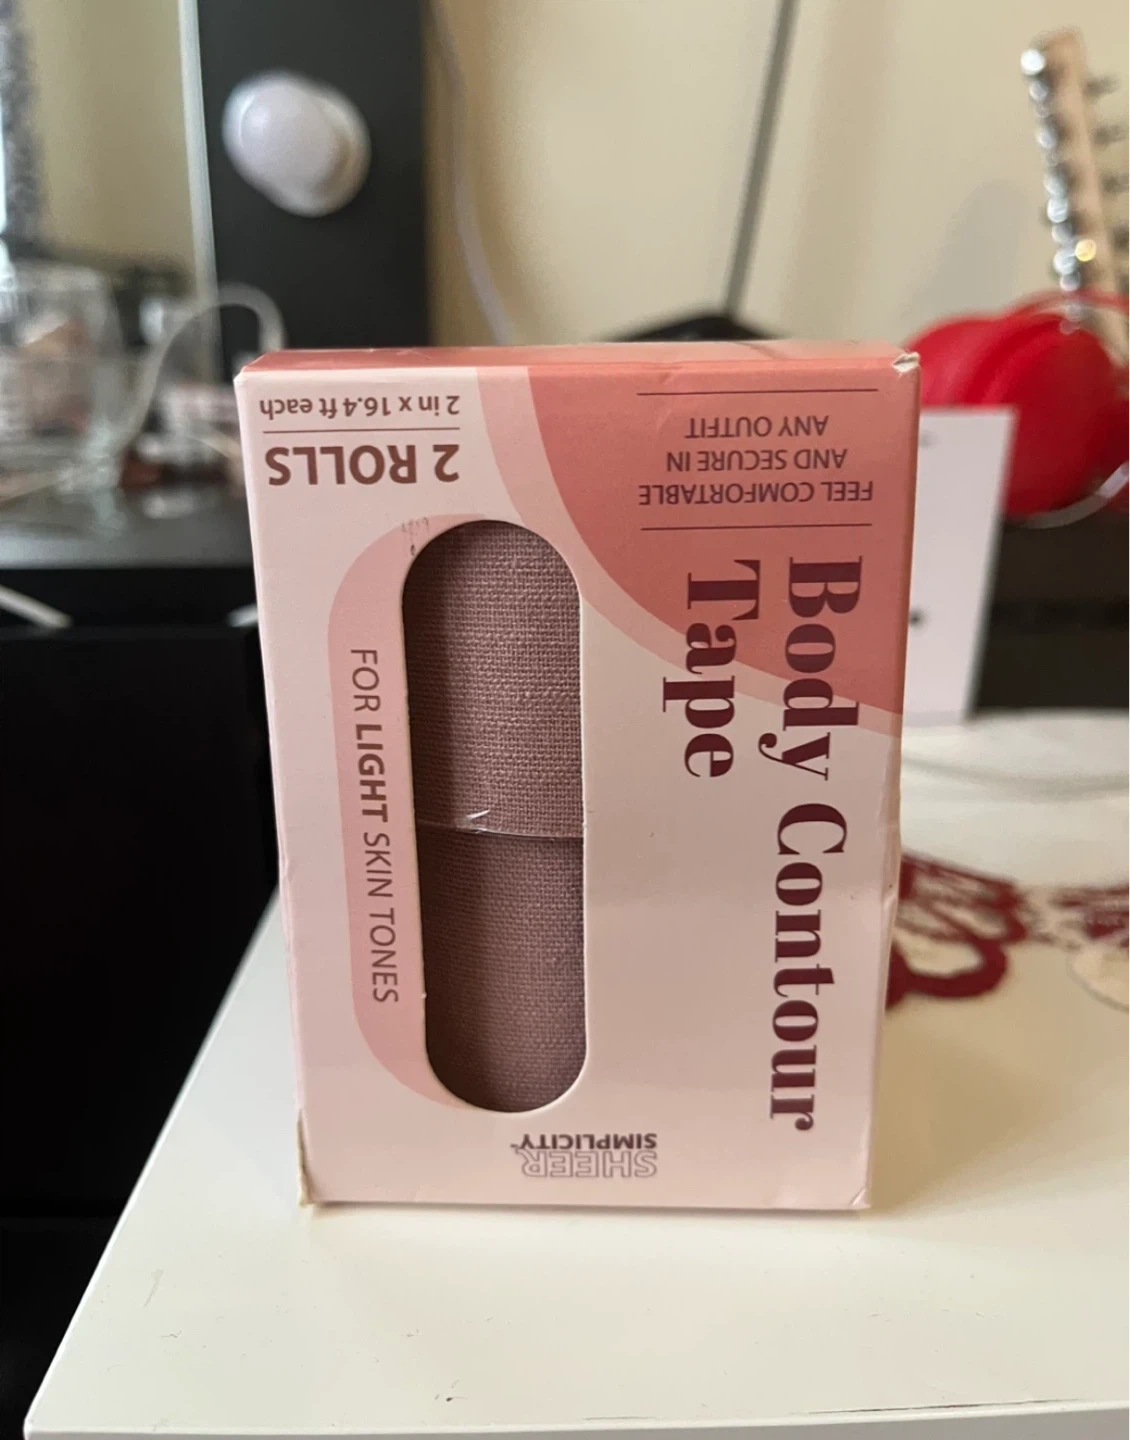 SHEER
SIMPLICITY™
Body Contour
Tape
FEEL COMFORTABLE
AND SECURE IN
ANY OUTFIT
FOR LIGHT SKIN TONES
2 ROLLS
2 in x 16.4 ft each